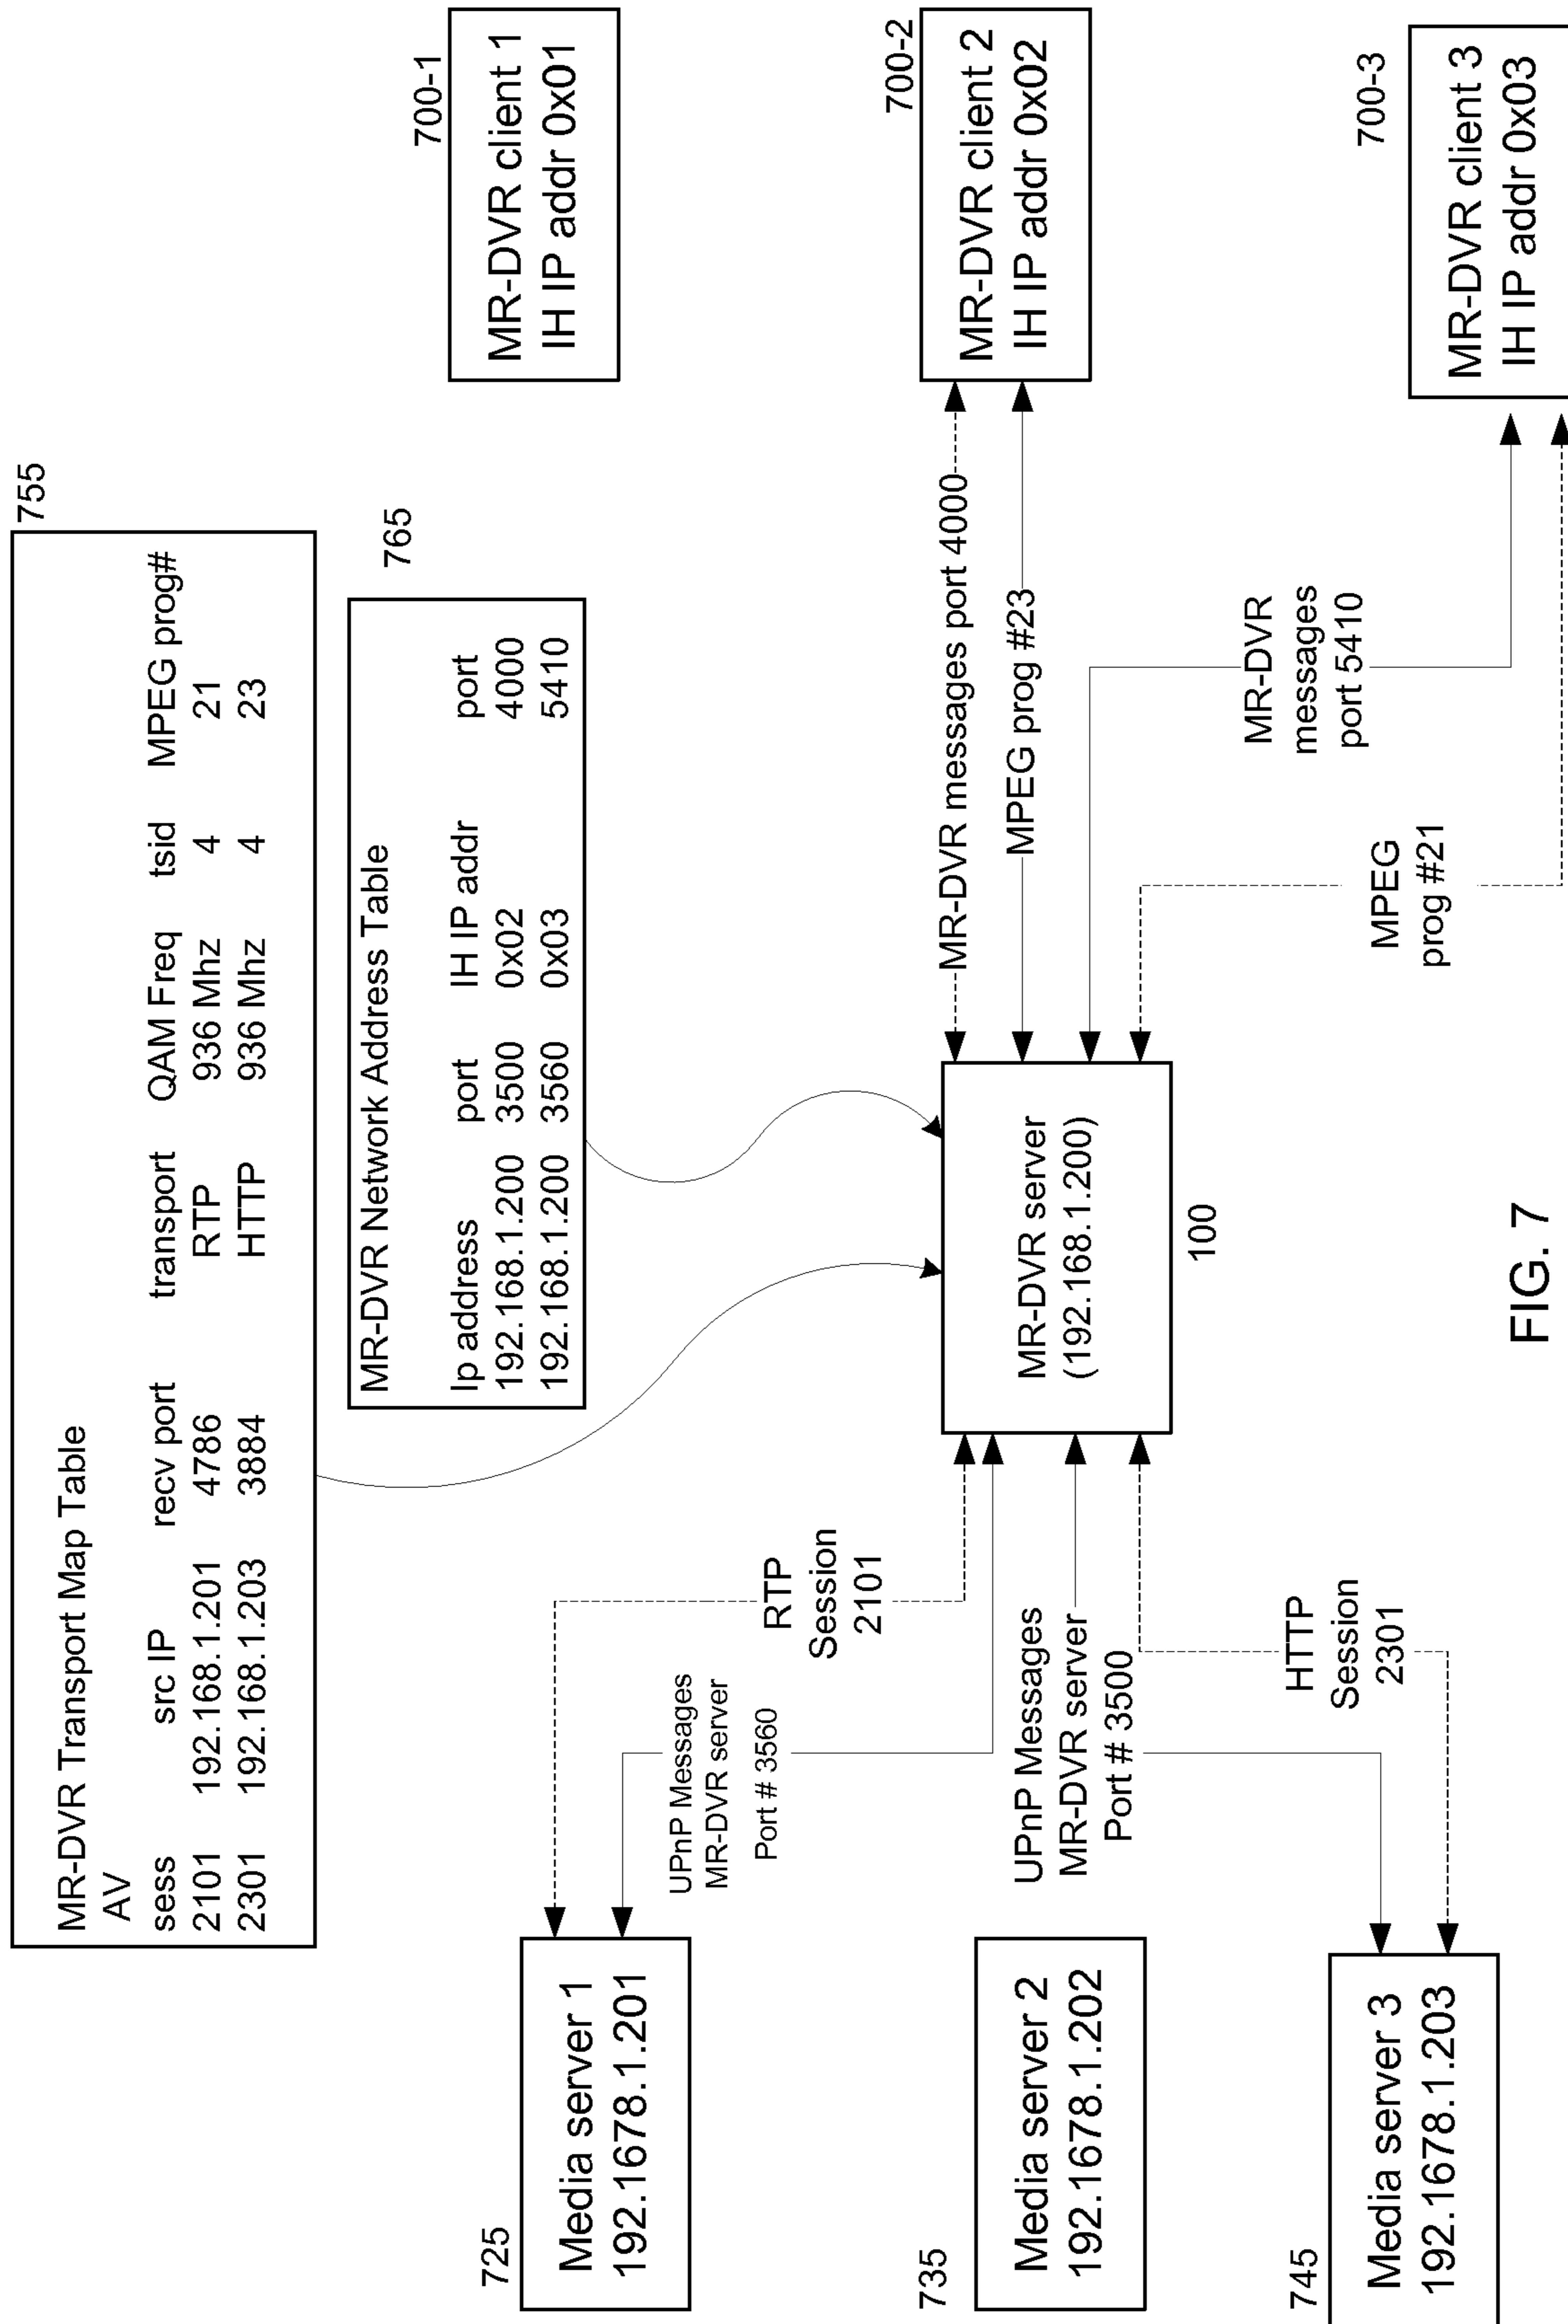 755
MR-DVR Transport Map Table
AV
sess src IP recv port transport QAM Freq tsid MPEG prog#
2101 192.168.1.201 4786 RTP 936 Mhz 4 21
2301 192.168.1.203 3884 HTTP 936 Mhz 4 23
765
MR-DVR Network Address Table
Ip address port IH IP addr port
192.168.1.200 3500 0x02 4000
192.168.1.200 3560 0x03 5410
725
Media server 1
192.1678.1.201
735
Media server 2
192.1678.1.202
745
Media server 3
192.1678.1.203
RTP
Session
2101
UPnP Messages
MR-DVR server
Port # 3560
UPnP Messages
MR-DVR server
Port # 3500
HTTP
Session
2301
MR-DVR server
(192.168.1.200)
100
MR-DVR messages port 4000
MPEG prog #23
MR-DVR
messages
port 5410
MPEG
prog #21
700-1
MR-DVR client 1
IH IP addr 0x01
700-2
MR-DVR client 2
IH IP addr 0x02
700-3
MR-DVR client 3
IH IP addr 0x03
FIG. 7